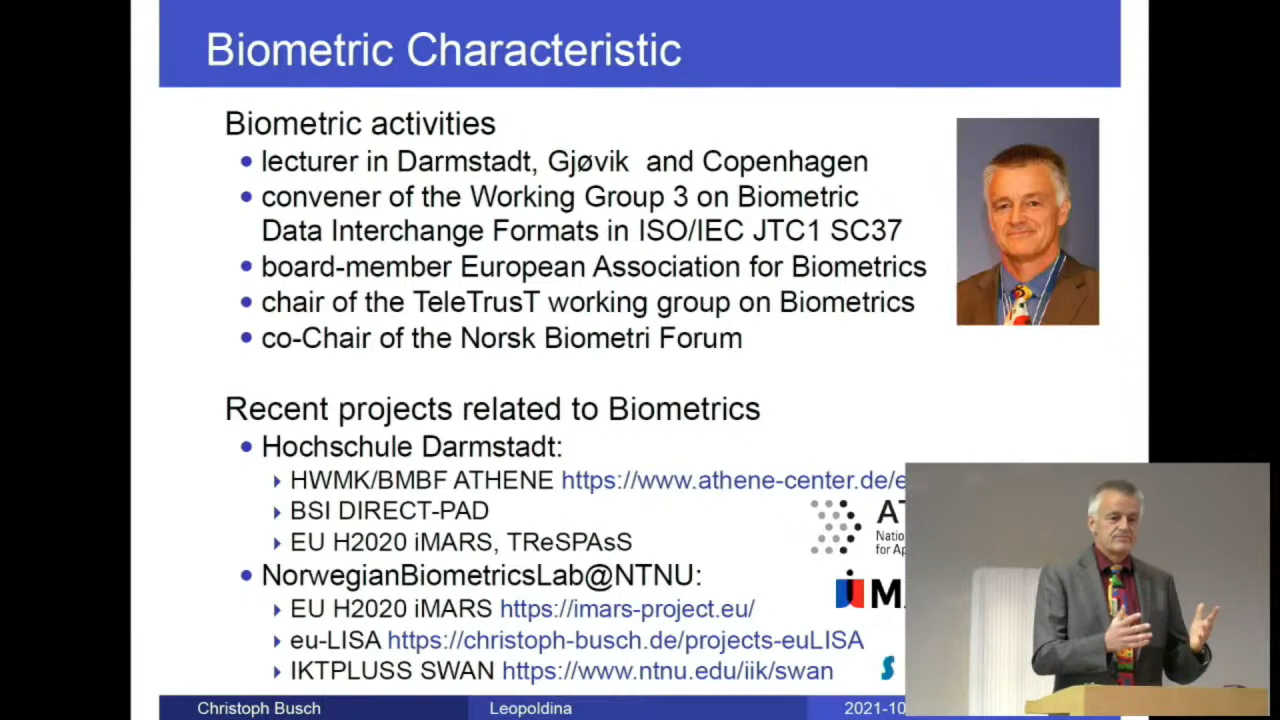 Biometric Characteristic
Biometric activities
lecturer in Darmstadt, Gjøvik and Copenhagen
convener of the Working Group 3 on Biometric
Data Interchange Formats in ISO/IEC JTC1 SC37
board-member European Association for Biometrics
chair of the TeleTrusT working group on Biometrics
co-Chair of the Norsk Biometri Forum
Recent projects related to Biometrics
Hochschule Darmstadt:
HWMK/BMBF ATHENE https://www.athene-center.de/e
BSI DIRECT-PAD
EU H2020 iMARS, TReSPAsS
NorwegianBiometricsLab@NTNU:
EU H2020 iMARS https://imars-project.eu/
eu-LISA https://christoph-busch.de/projects-euLISA
IKTPLUSS SWAN https://www.ntnu.edu/iik/swan
AT
Natio
for Ap
iMA
S
Christoph Busch Leopoldina 2021-10